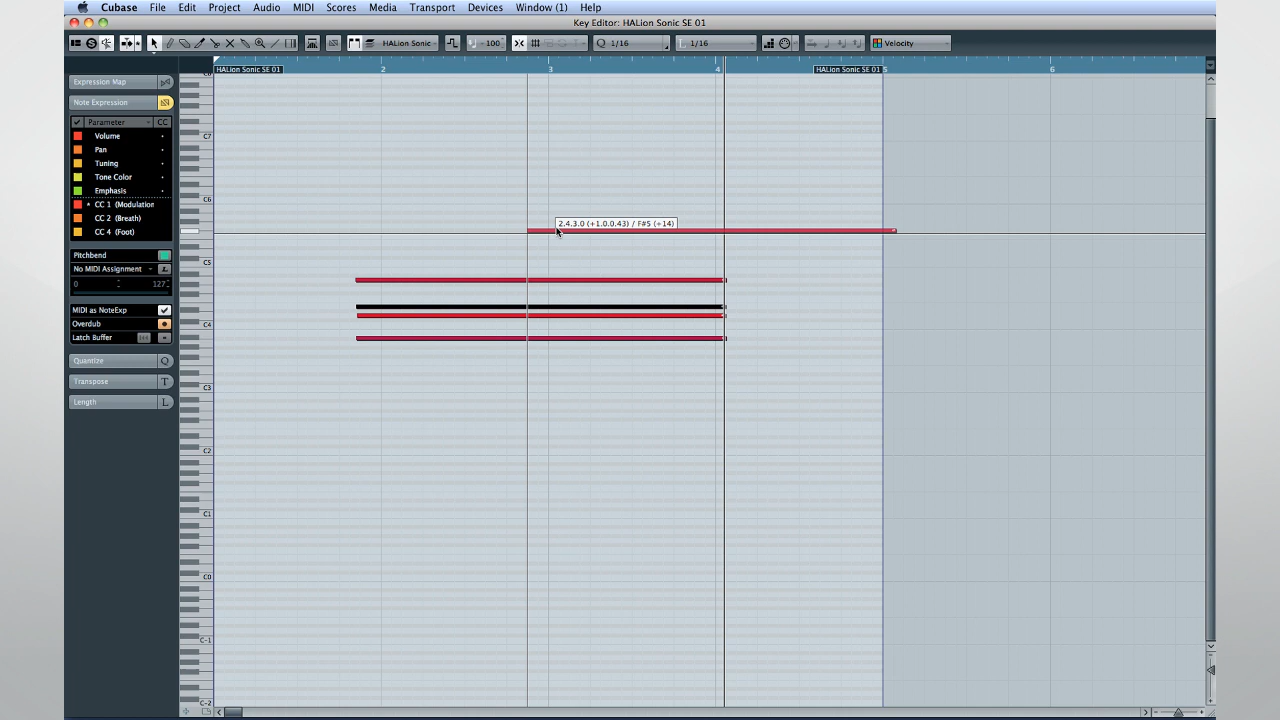 Cubase File Edit Project Audio MIDI Scores Media Transport Devices Window (1) Help
Key Editor: HALion Sonic SE 01
HALion Sonic 100 Q 1/16 L 1/16 Velocity
HALion Sonic SE 01 2 3 4 HALion Sonic SE 01 5 6
Expression Map
Note Expression
Parameter CC
Volume
Pan
Tuning
Tone Color
Emphasis
* CC 1 (Modulation
CC 2 (Breath)
CC 4 (Foot)
Pitchbend
No MIDI Assignment
0 127
MIDI as NoteExp
Overdub
Latch Buffer
Quantize Q
Transpose T
Length L
C8
C7
C6
2.4.3.0 (+1.0.0.43) / F#5 (+14)
C5
C4
C3
C2
C1
C0
C-1
C-2